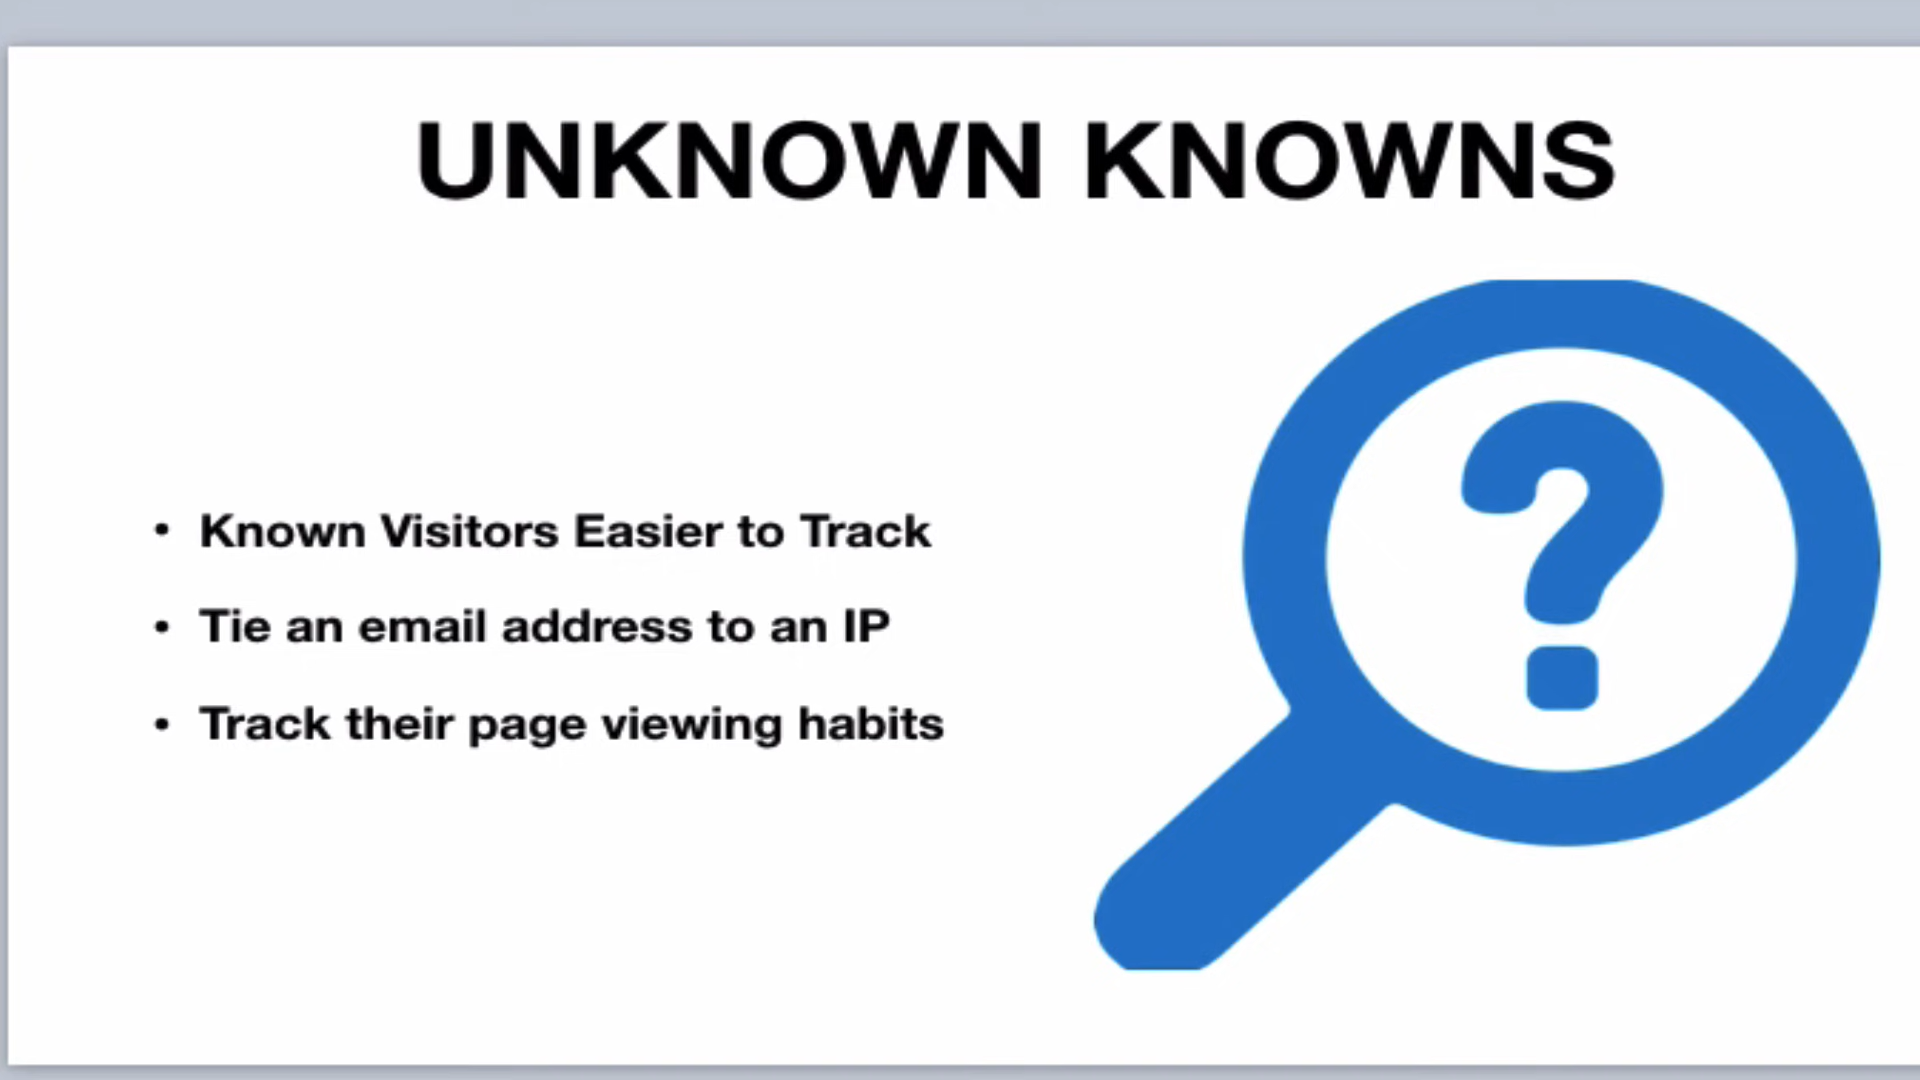 UNKNOWN KNOWNS
• Known Visitors Easier to Track
• Tie an email address to an IP
• Track their page viewing habits
?